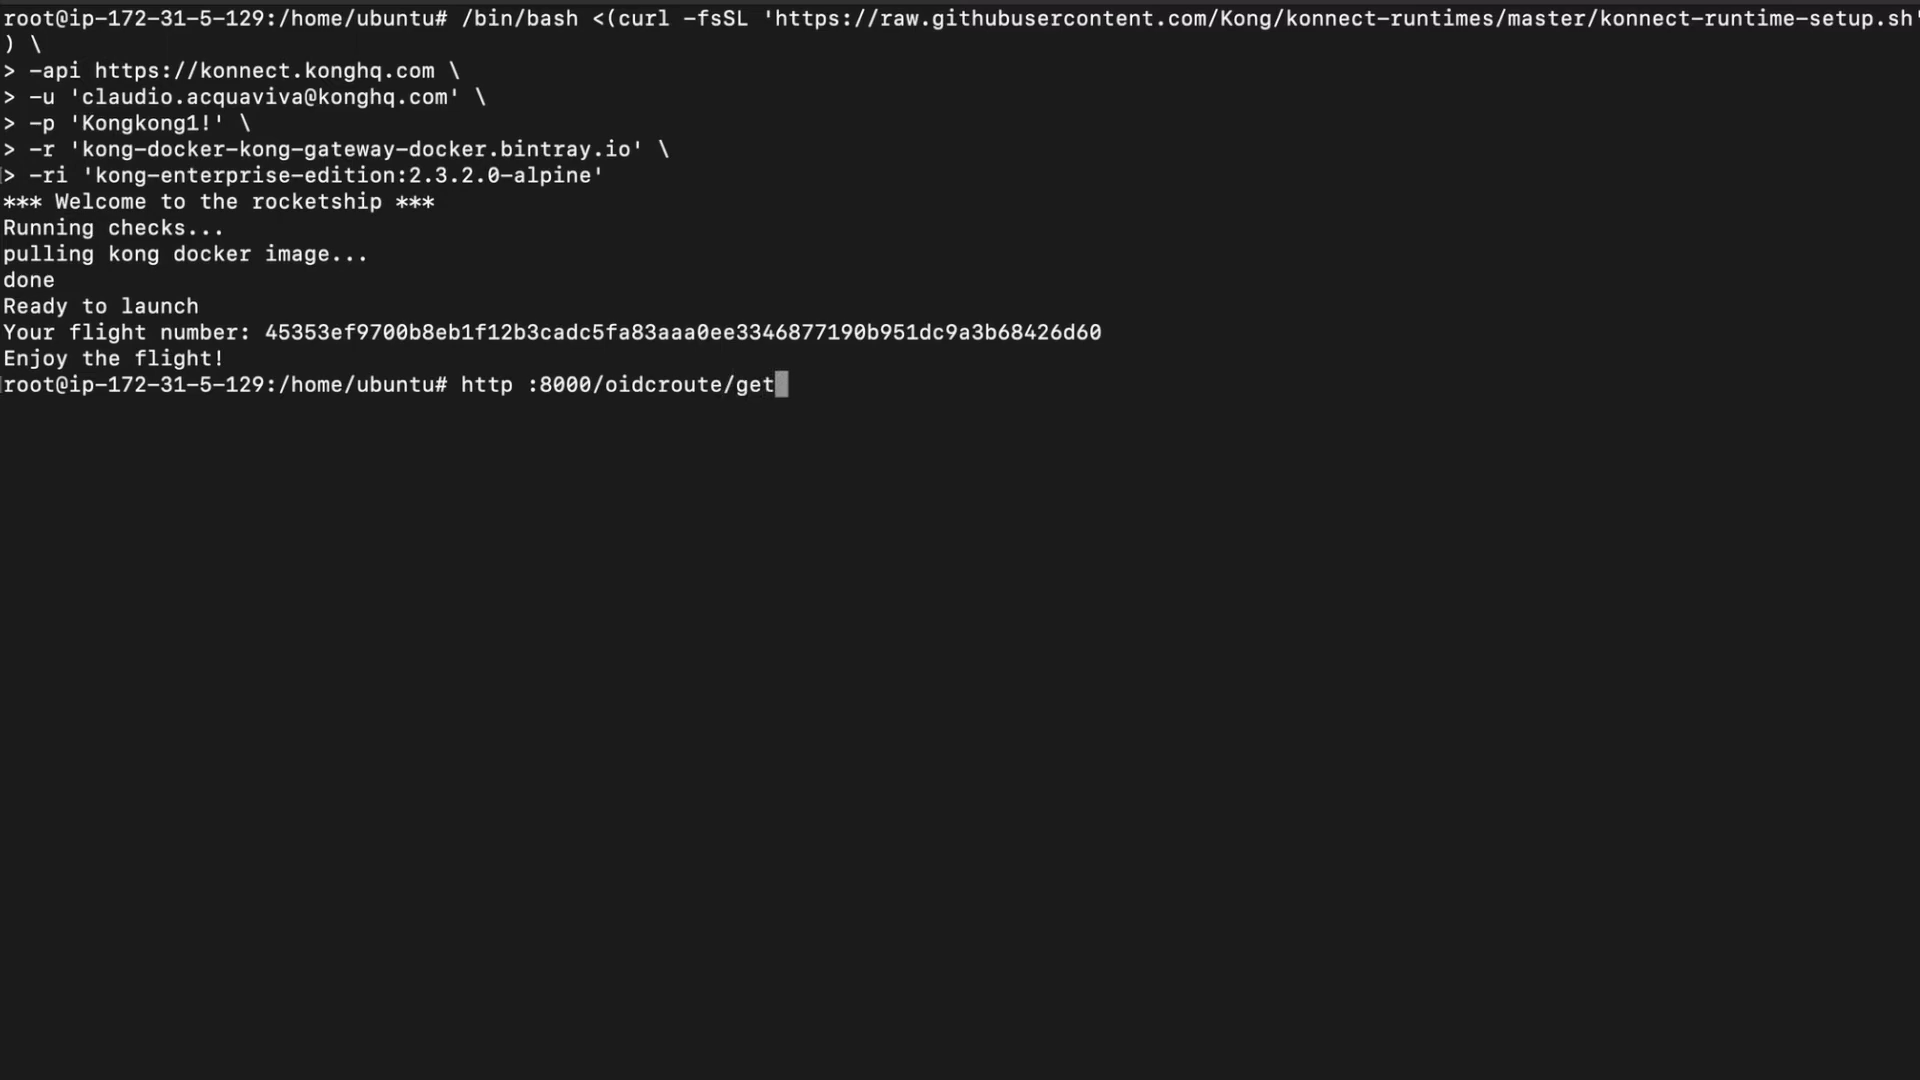 root@ip-172-31-5-129:/home/ubuntu# /bin/bash <(curl -fsSL 'https://raw.githubusercontent.com/Kong/konnect-runtimes/master/konnect-runtime-setup.sh'
) \
> -api https://konnect.konghq.com \
> -u 'claudio.acquaviva@konghq.com' \
> -p 'Kongkong1!' \
> -r 'kong-docker-kong-gateway-docker.bintray.io' \
> -ri 'kong-enterprise-edition:2.3.2.0-alpine'
*** Welcome to the rocketship ***
Running checks...
pulling kong docker image...
done
Ready to launch
Your flight number: 45353ef9700b8eb1f12b3cadc5fa83aaa0ee3346877190b951dc9a3b68426d60
Enjoy the flight!
root@ip-172-31-5-129:/home/ubuntu# http :8000/oidcroute/get